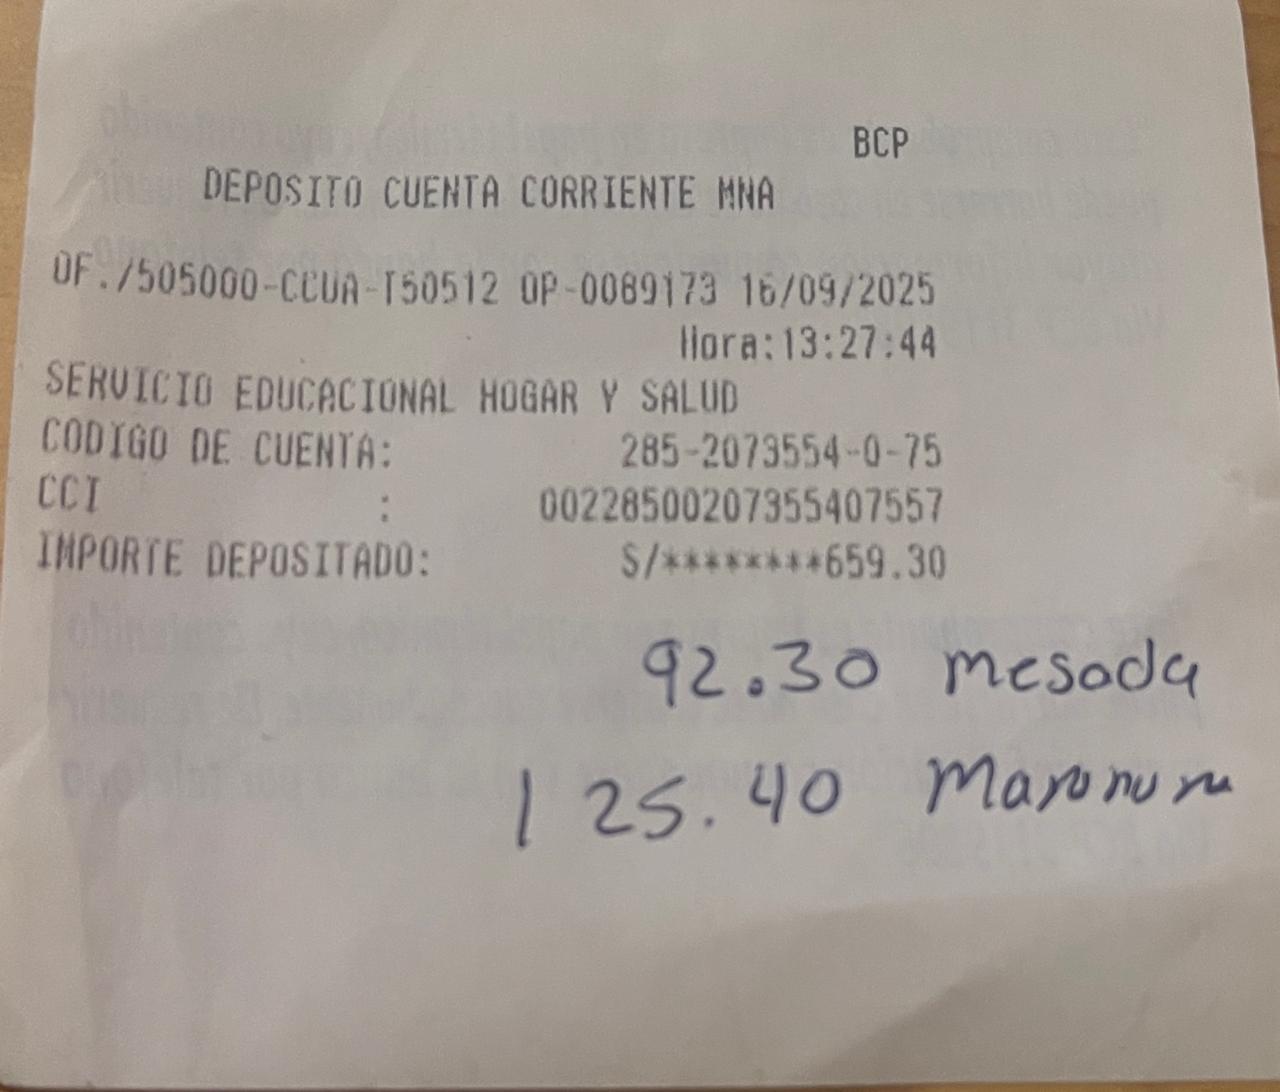 BCP
DEPOSITO CUENTA CORRIENTE MNA
OF./505000-CCUA-T50512 OP-0089173 16/09/2025
Hora:13:27:44
SERVICIO EDUCACIONAL HOGAR Y SALUD
CODIGO DE CUENTA: 285-2073554-0-75
CCI : 00228500207355407557
IMPORTE DEPOSITADO: S/********659.30
92.30 mesada
125.40